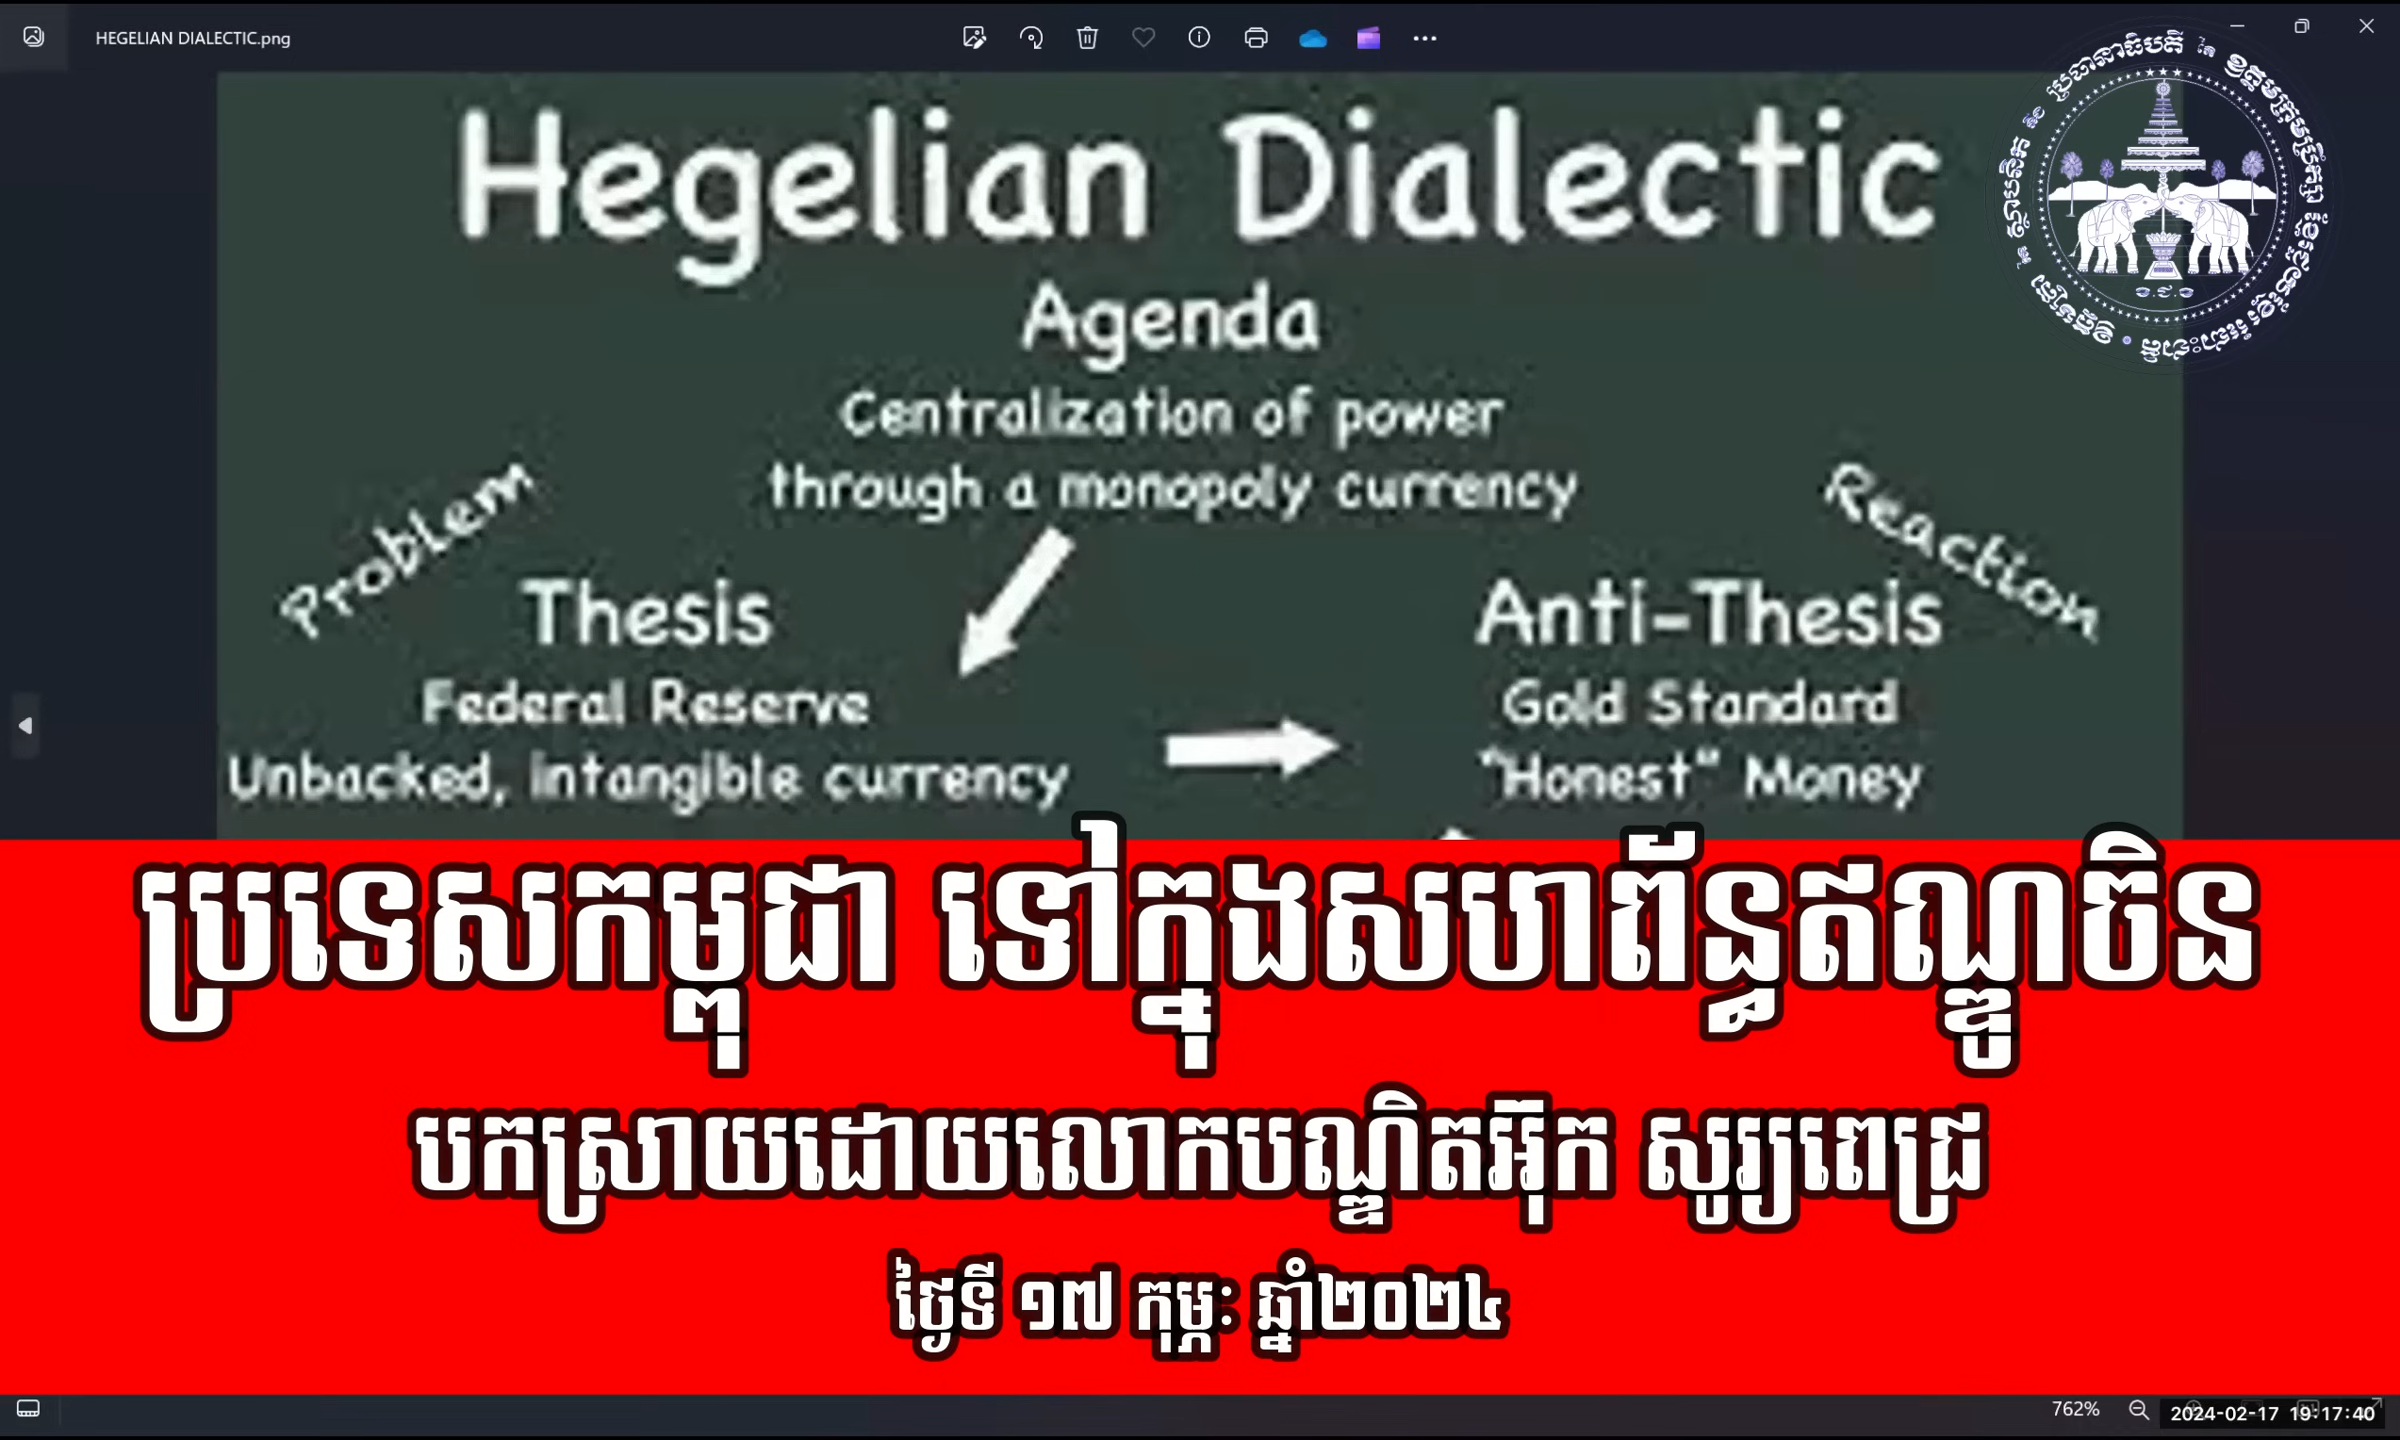 HEGELIAN DIALECTIC.png
Hegelian Dialectic
Agenda
Centralization of power
through a monopoly currency
Problem
Reaction
Thesis
Anti-Thesis
Federal Reserve
Gold Standard
Unbacked, intangible currency
"Honest" Money
ប្រទេសកម្ពុជា ទៅក្នុងសហព័ន្ធឥណ្ឌូចិន
បកស្រាយដោយលោកបណ្ឌិតអ៊ុក សូរ្យពេជ្រ
ថ្ងៃទី ១៧ កុម្ភៈ ឆ្នាំ២០២៤
762%
2024-02-17 19:17:40